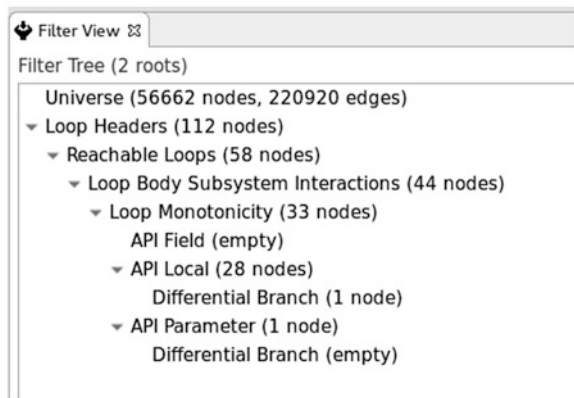 Filter View
Filter Tree (2 roots)
Universe (56662 nodes, 220920 edges)
Loop Headers (112 nodes)
Reachable Loops (58 nodes)
Loop Body Subsystem Interactions (44 nodes)
Loop Monotonicity (33 nodes)
API Field (empty)
API Local (28 nodes)
Differential Branch (1 node)
API Parameter (1 node)
Differential Branch (empty)